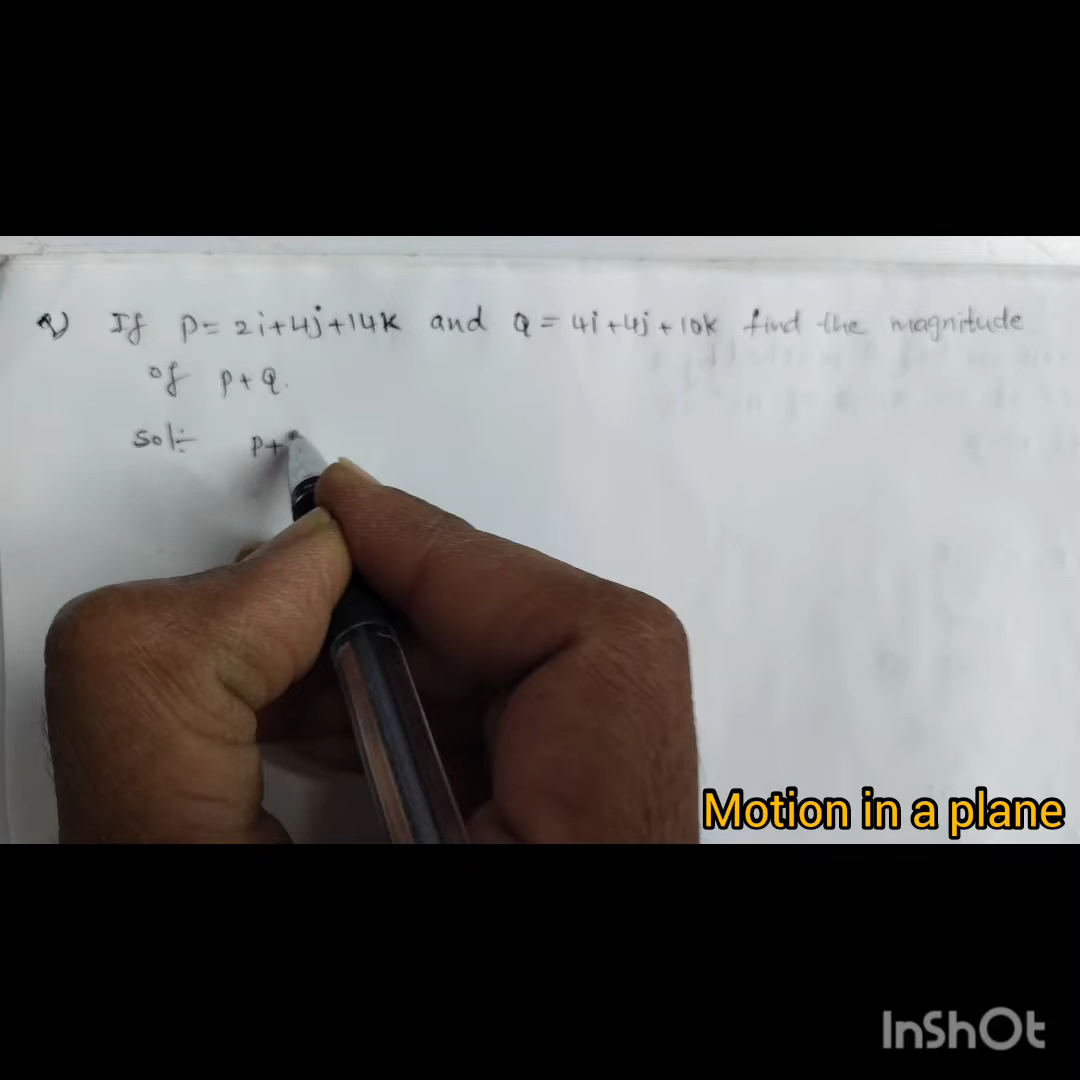 Q) If P = 2i+4j+14k and Q = 4i+4j+10k find the magnitude
of P+Q.
Sol:- P+
Motion in a plane
InShOt